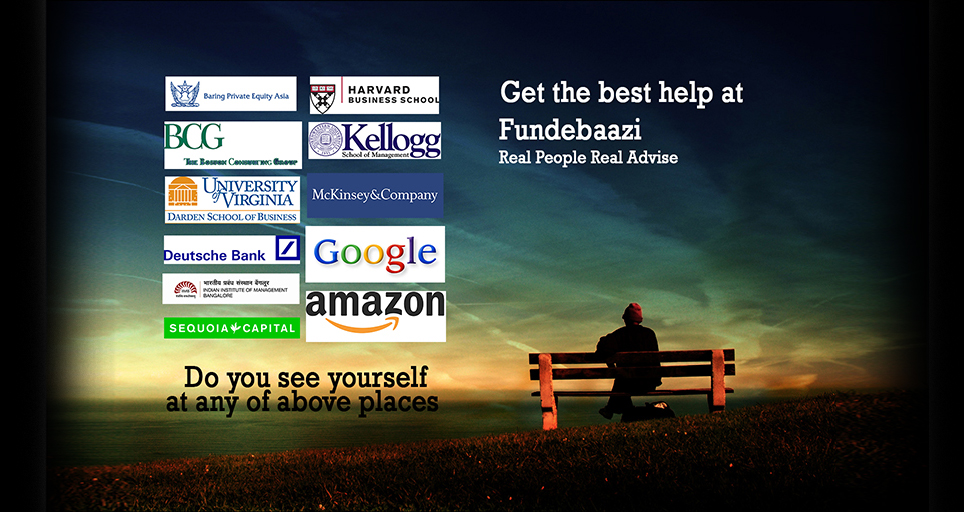 Baring Private Equity Asia
HARVARD
BUSINESS SCHOOL
BCG
THE BOSTON CONSULTING GROUP
Kellogg
School of Management
UNIVERSITY
of VIRGINIA
DARDEN SCHOOL OF BUSINESS
McKinsey&Company
Deutsche Bank
Google
भारतीय प्रबंध संस्थान बेंगलूर
INDIAN INSTITUTE OF MANAGEMENT
BANGALORE
amazon
SEQUOIA CAPITAL
Do you see yourself
at any of above places
Get the best help at
Fundebaazi
Real People Real Advise